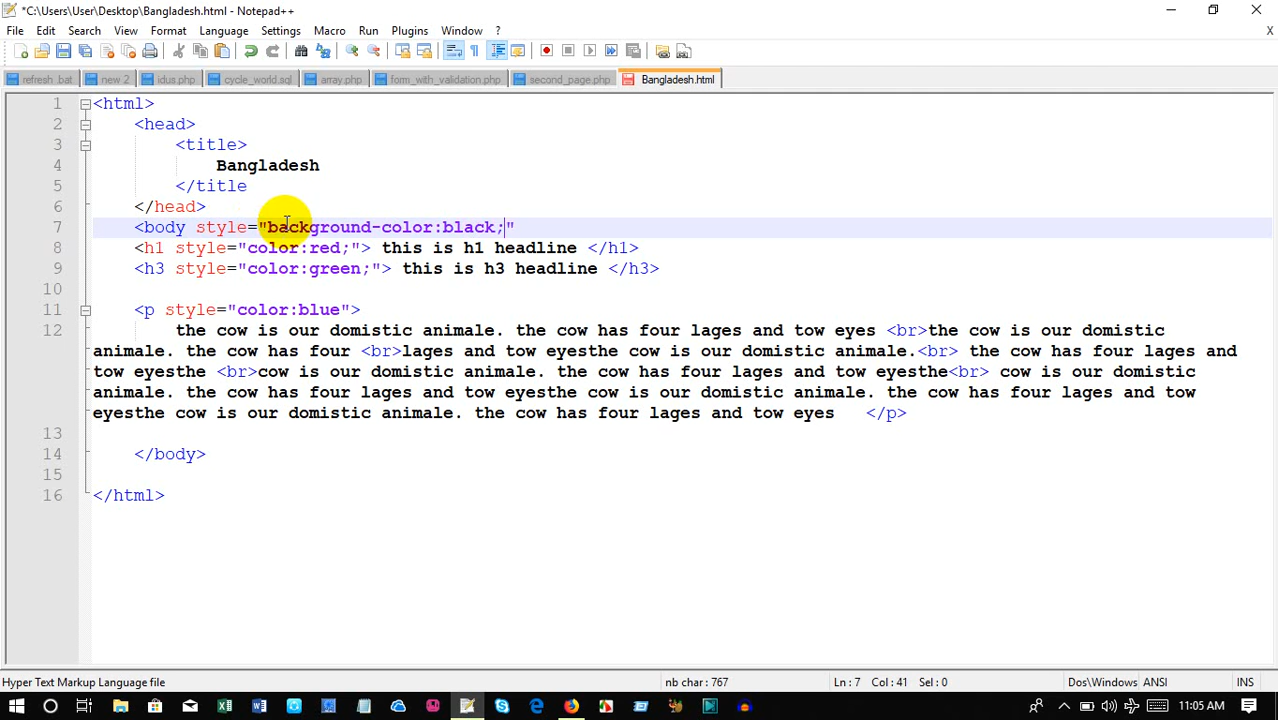 *C:\Users\User\Desktop\Bangladesh.html - Notepad++
File Edit Search View Format Language Settings Macro Run Plugins Window ? X
refresh .bat new 2 idus.php cycle_world.sql array.php form_with_validation.php second_page.php Bangladesh.html
1 <html>
2 <head>
3 <title>
4 Bangladesh
5 </title
6 </head>
7 <body style="background-color:black;"
8 <h1 style="color:red;"> this is h1 headline </h1>
9 <h3 style="color:green;"> this is h3 headline </h3>
10
11 <p style="color:blue">
12 the cow is our domistic animale. the cow has four lages and tow eyes <br>the cow is our domistic
animale. the cow has four <br>lages and tow eyesthe cow is our domistic animale.<br> the cow has four lages and
tow eyesthe <br>cow is our domistic animale. the cow has four lages and tow eyesthe<br> cow is our domistic
animale. the cow has four lages and tow eyesthe cow is our domistic animale. the cow has four lages and tow
eyesthe cow is our domistic animale. the cow has four lages and tow eyes </p>
13
14 </body>
15
16 </html>
Hyper Text Markup Language file nb char : 767 Ln : 7 Col : 41 Sel : 0 Dos\Windows ANSI INS
11:05 AM